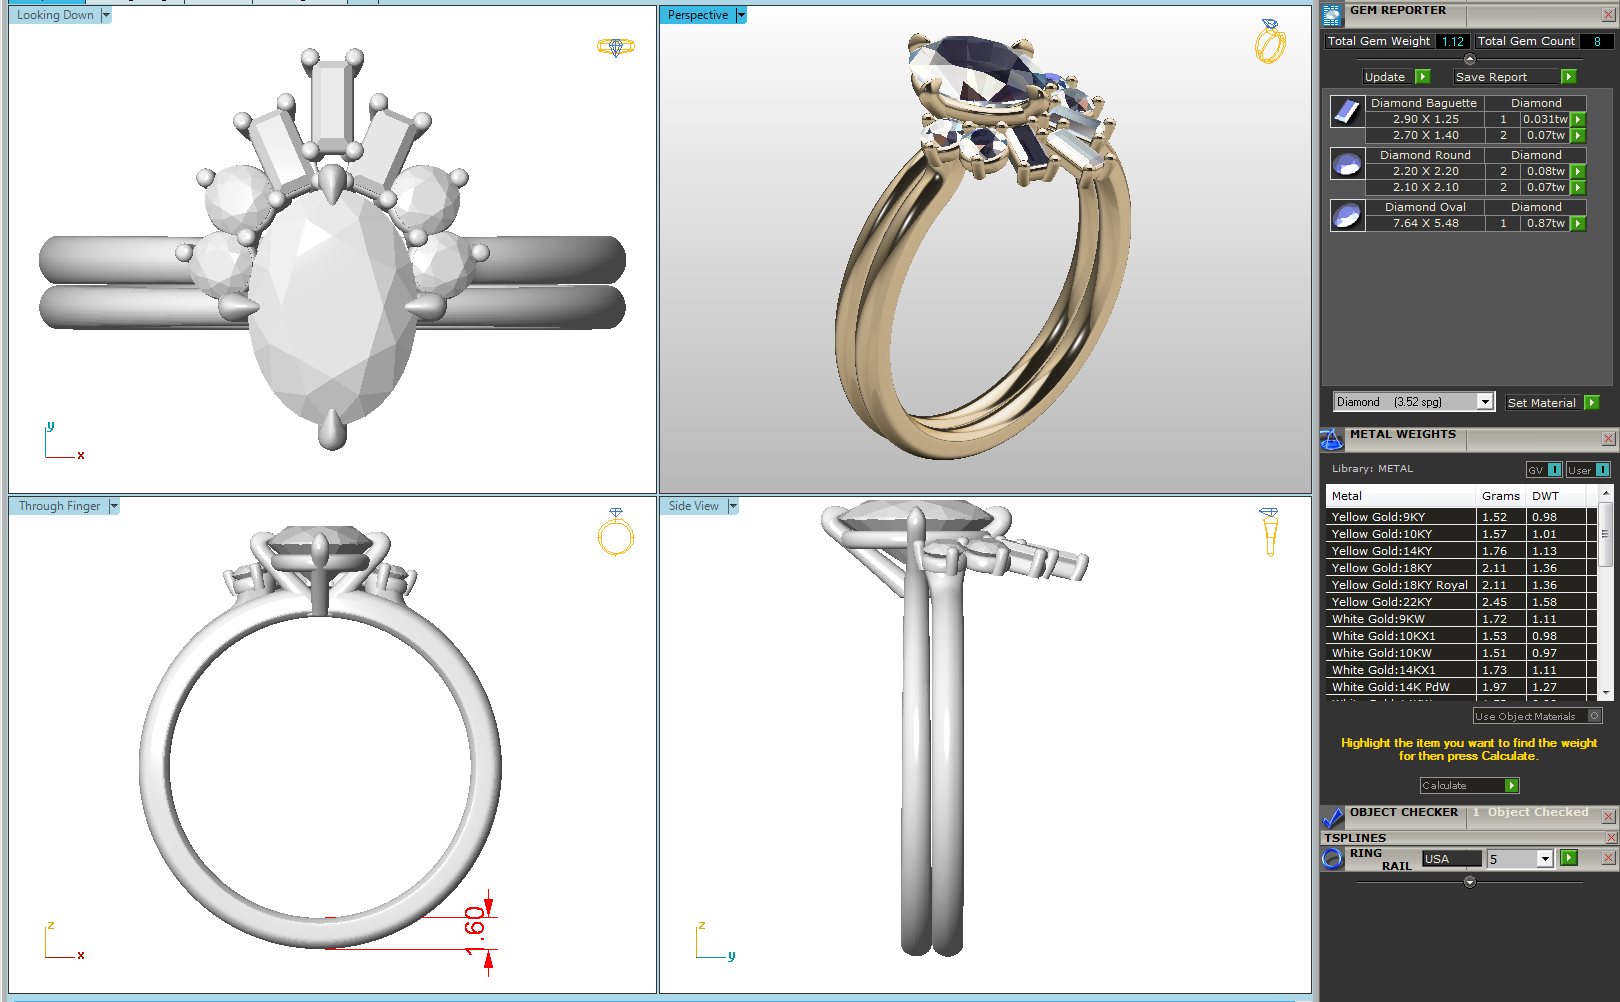 Looking Down
Perspective
Through Finger
Side View
y
x
z
x
1.60
z
y
GEM REPORTER
Total Gem Weight 1.12 Total Gem Count 8
Update Save Report
Diamond Baguette Diamond
2.90 X 1.25 1 0.031tw
2.70 X 1.40 2 0.07tw
Diamond Round Diamond
2.20 X 2.20 2 0.08tw
2.10 X 2.10 2 0.07tw
Diamond Oval Diamond
7.64 X 5.48 1 0.87tw
Diamond (3.52 spg) Set Material
METAL WEIGHTS
Library: METAL GV User
Metal Grams DWT
Yellow Gold:9KY 1.52 0.98
Yellow Gold:10KY 1.57 1.01
Yellow Gold:14KY 1.76 1.13
Yellow Gold:18KY 2.11 1.36
Yellow Gold:18KY Royal 2.11 1.36
Yellow Gold:22KY 2.45 1.58
White Gold:9KW 1.72 1.11
White Gold:10KX1 1.53 0.98
White Gold:10KW 1.51 0.97
White Gold:14KX1 1.73 1.11
White Gold:14K PdW 1.97 1.27
Use Object Materials
Highlight the item you want to find the weight
for then press Calculate.
Calculate
OBJECT CHECKER 1 Object Checked
TSPLINES
RING RAIL USA 5